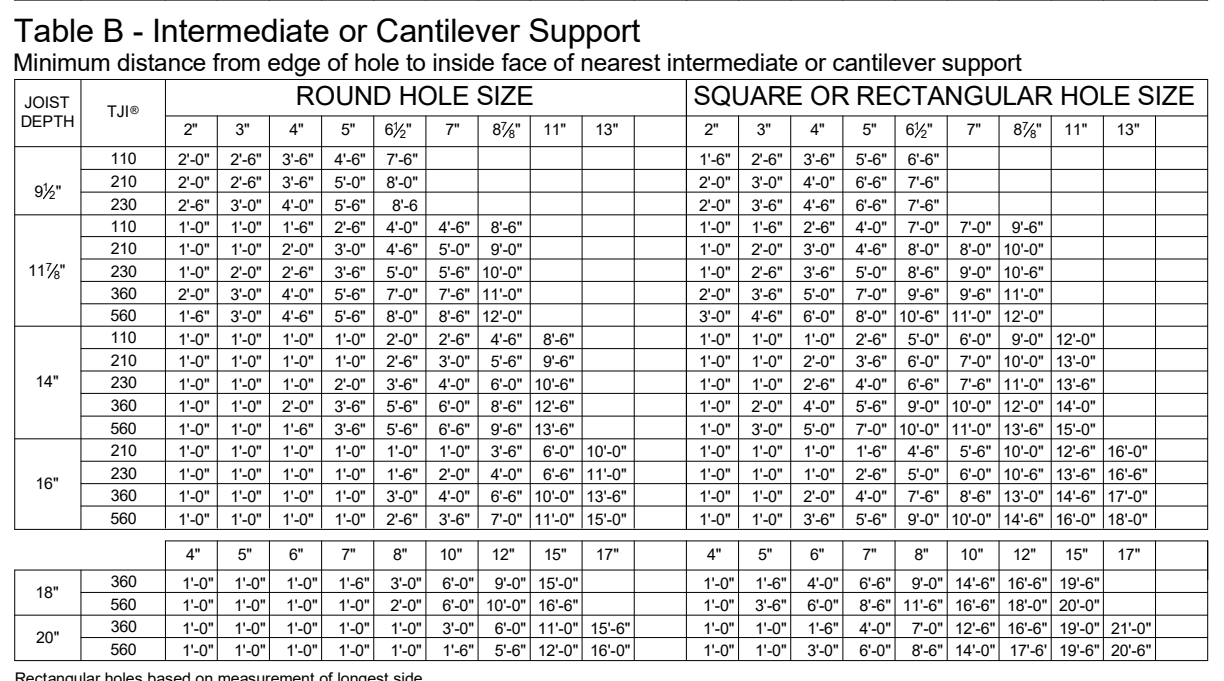 Table B - Intermediate or Cantilever Support
Minimum distance from edge of hole to inside face of nearest intermediate or cantilever support
JOIST DEPTH TJI® ROUND HOLE SIZE SQUARE OR RECTANGULAR HOLE SIZE
2" 3" 4" 5" 6½" 7" 8⅞" 11" 13" 2" 3" 4" 5" 6½" 7" 8⅞" 11" 13"
9½"
110 2'-0" 2'-6" 3'-6" 4'-6" 7'-6" 1'-6" 2'-6" 3'-6" 5'-6" 6'-6"
210 2'-0" 2'-6" 3'-6" 5'-0" 8'-0" 2'-0" 3'-0" 4'-0" 6'-6" 7'-6"
230 2'-6" 3'-0" 4'-0" 5'-6" 8'-6 2'-0" 3'-6" 4'-6" 6'-6" 7'-6"
11⅞"
110 1'-0" 1'-0" 1'-6" 2'-6" 4'-0" 4'-6" 8'-6" 1'-0" 1'-6" 2'-6" 4'-0" 7'-0" 7'-0" 9'-6"
210 1'-0" 1'-0" 2'-0" 3'-0" 4'-6" 5'-0" 9'-0" 1'-0" 2'-0" 3'-0" 4'-6" 8'-0" 8'-0" 10'-0"
230 1'-0" 2'-0" 2'-6" 3'-6" 5'-0" 5'-6" 10'-0" 1'-0" 2'-6" 3'-6" 5'-0" 8'-6" 9'-0" 10'-6"
360 2'-0" 3'-0" 4'-0" 5'-6" 7'-0" 7'-6" 11'-0" 2'-0" 3'-6" 5'-0" 7'-0" 9'-6" 9'-6" 11'-0"
560 1'-6" 3'-0" 4'-6" 5'-6" 8'-0" 8'-6" 12'-0" 3'-0" 4'-6" 6'-0" 8'-0" 10'-6" 11'-0" 12'-0"
14"
110 1'-0" 1'-0" 1'-0" 1'-0" 2'-0" 2'-6" 4'-6" 8'-6" 1'-0" 1'-0" 1'-0" 2'-6" 5'-0" 6'-0" 9'-0" 12'-0"
210 1'-0" 1'-0" 1'-0" 1'-0" 2'-6" 3'-0" 5'-6" 9'-6" 1'-0" 1'-0" 2'-0" 3'-6" 6'-0" 7'-0" 10'-0" 13'-0"
230 1'-0" 1'-0" 1'-0" 2'-0" 3'-6" 4'-0" 6'-0" 10'-6" 1'-0" 1'-0" 2'-6" 4'-0" 6'-6" 7'-6" 11'-0" 13'-6"
360 1'-0" 1'-0" 2'-0" 3'-6" 5'-6" 6'-0" 8'-6" 12'-6" 1'-0" 2'-0" 4'-0" 5'-6" 9'-0" 10'-0" 12'-0" 14'-0"
560 1'-0" 1'-0" 1'-6" 3'-6" 5'-6" 6'-6" 9'-6" 13'-6" 1'-0" 3'-0" 5'-0" 7'-0" 10'-0" 11'-0" 13'-6" 15'-0"
16"
210 1'-0" 1'-0" 1'-0" 1'-0" 1'-0" 1'-0" 3'-6" 6'-0" 10'-0" 1'-0" 1'-0" 1'-0" 1'-6" 4'-6" 5'-6" 10'-0" 12'-6" 16'-0"
230 1'-0" 1'-0" 1'-0" 1'-0" 1'-6" 2'-0" 4'-0" 6'-6" 11'-0" 1'-0" 1'-0" 1'-0" 2'-6" 5'-0" 6'-0" 10'-6" 13'-6" 16'-6"
360 1'-0" 1'-0" 1'-0" 1'-0" 3'-0" 4'-0" 6'-6" 10'-0" 13'-6" 1'-0" 1'-0" 2'-0" 4'-0" 7'-6" 8'-6" 13'-0" 14'-6" 17'-0"
560 1'-0" 1'-0" 1'-0" 1'-0" 2'-6" 3'-6" 7'-0" 11'-0" 15'-0" 1'-0" 1'-0" 3'-6" 5'-6" 9'-0" 10'-0" 14'-6" 16'-0" 18'-0"
4" 5" 6" 7" 8" 10" 12" 15" 17" 4" 5" 6" 7" 8" 10" 12" 15" 17"
18"
360 1'-0" 1'-0" 1'-0" 1'-6" 3'-0" 6'-0" 9'-0" 15'-0" 1'-0" 1'-6" 4'-0" 6'-6" 9'-0" 14'-6" 16'-6" 19'-6"
560 1'-0" 1'-0" 1'-0" 1'-0" 2'-0" 6'-0" 10'-0" 16'-6" 1'-0" 3'-6" 6'-0" 8'-6" 11'-6" 16'-6" 18'-0" 20'-0"
20"
360 1'-0" 1'-0" 1'-0" 1'-0" 1'-0" 3'-0" 6'-0" 11'-0" 15'-6" 1'-0" 1'-0" 1'-6" 4'-0" 7'-0" 12'-6" 16'-6" 19'-0" 21'-0"
560 1'-0" 1'-0" 1'-0" 1'-0" 1'-0" 1'-6" 5'-6" 12'-0" 16'-0" 1'-0" 1'-0" 3'-0" 6'-0" 8'-6" 14'-0" 17'-6' 19'-6" 20'-6"
Rectangular holes based on measurement of longest side